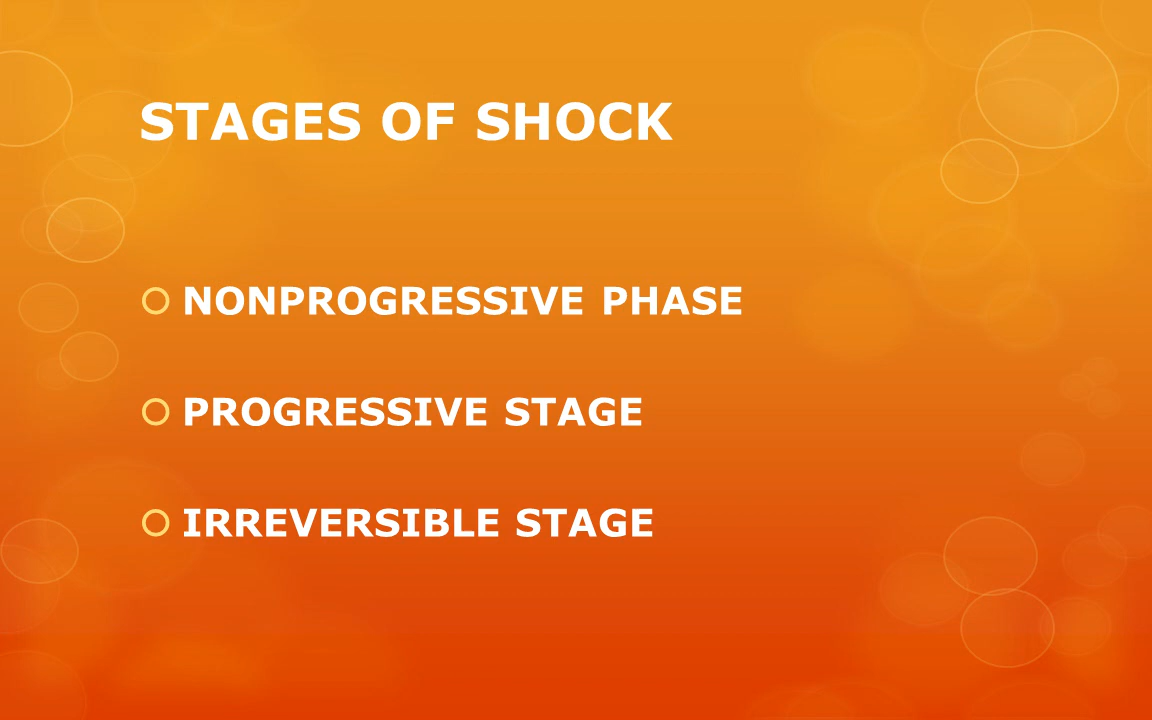 STAGES OF SHOCK
NONPROGRESSIVE PHASE
PROGRESSIVE STAGE
IRREVERSIBLE STAGE